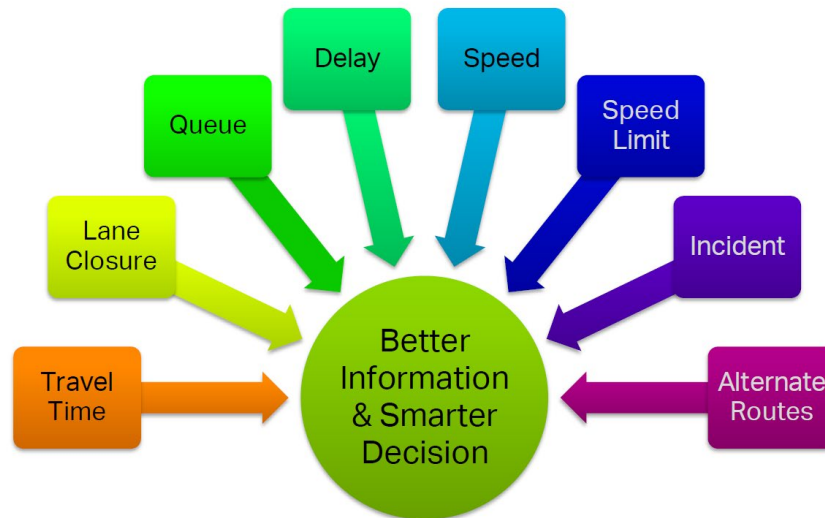 Delay
Speed
Queue
Speed
Limit
Lane
Closure
Incident
Better
Information
& Smarter
Decision
Travel
Time
Alternate
Routes